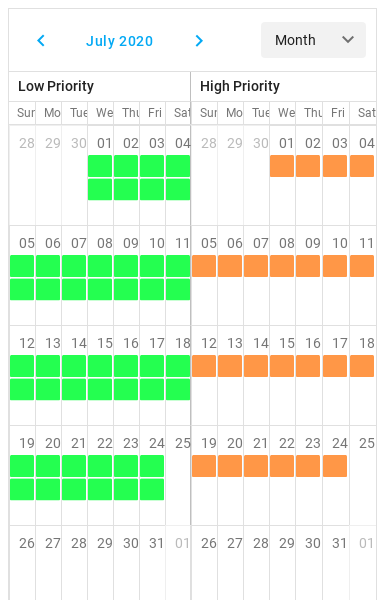 July 2020 Month
Low Priority High Priority
Sun Mo Tue We Thu Fri Sat Sun Mo Tue We Thu Fri Sat
28 29 30 01 02 03 04 28 29 30 01 02 03 04
05 06 07 08 09 10 11 05 06 07 08 09 10 11
12 13 14 15 16 17 18 12 13 14 15 16 17 18
19 20 21 22 23 24 25 19 20 21 22 23 24 25
26 27 28 29 30 31 01 26 27 28 29 30 31 01